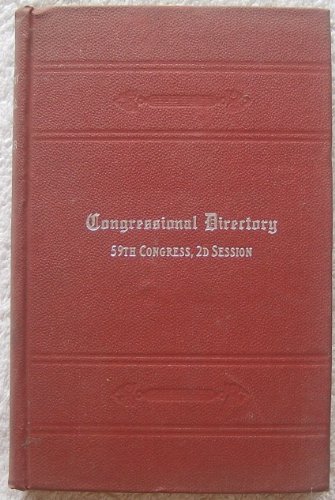 Congressional Directory
59TH CONGRESS, 2D SESSION